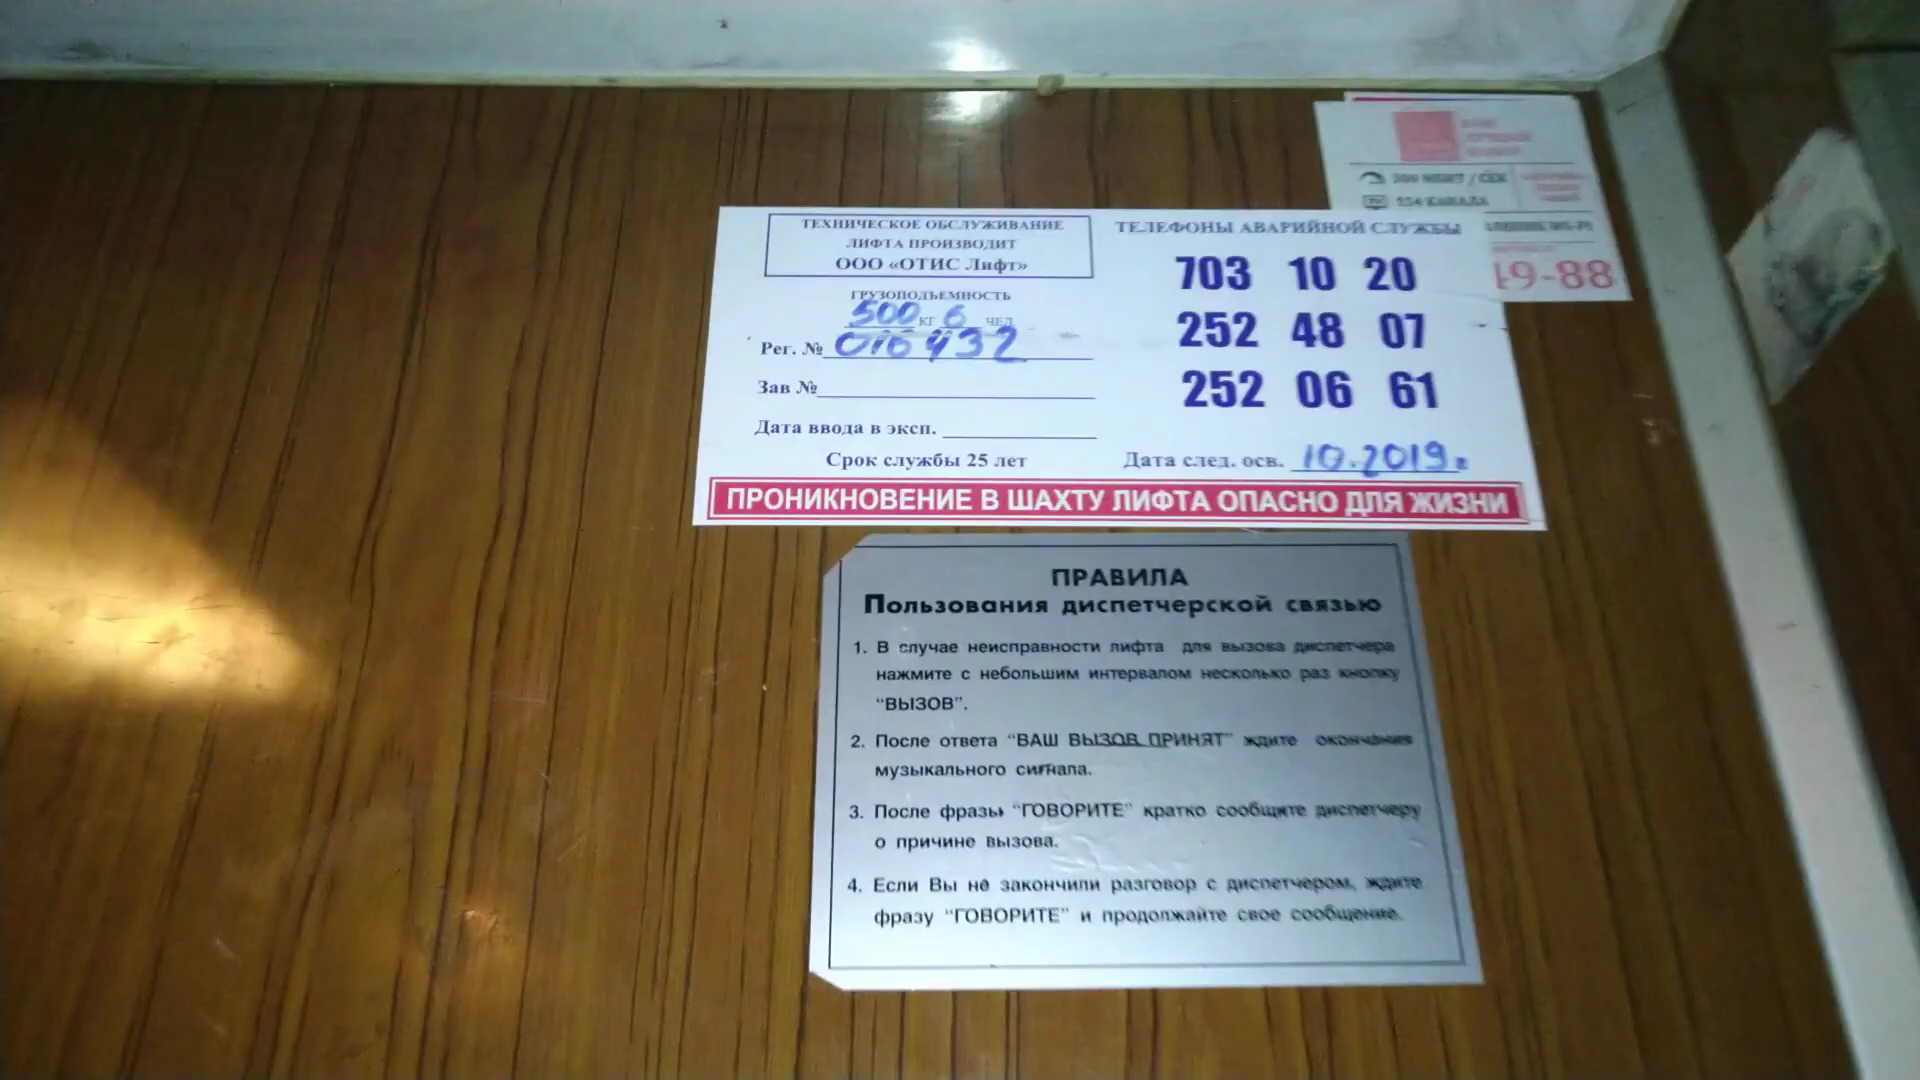 ТЕХНИЧЕСКОЕ ОБСЛУЖИВАНИЕ
ЛИФТА ПРОИЗВОДИТ
ООО «ОТИС Лифт»
ГРУЗОПОДЪЕМНОСТЬ
500 КГ 6 ЧЕЛ
Рег. № 016432
Зав №
Дата ввода в эксп.
Срок службы 25 лет
ТЕЛЕФОНЫ АВАРИЙНОЙ СЛУЖБЫ
703 10 20
252 48 07
252 06 61
Дата след. осв. 10.2019г
ПРОНИКНОВЕНИЕ В ШАХТУ ЛИФТА ОПАСНО ДЛЯ ЖИЗНИ
254 КАНАЛА
49-88
ПРАВИЛА
Пользования диспетчерской связью
1. В случае неисправности лифта для вызова диспетчера
нажмите с небольшим интервалом несколько раз кнопку
“ВЫЗОВ”.
2. После ответа “ВАШ ВЫЗОВ ПРИНЯТ” ждите окончания
музыкального сигнала.
3. После фразы “ГОВОРИТЕ” кратко сообщите диспетчеру
о причине вызова.
4. Если Вы не закончили разговор с диспетчером, ждите
фразу “ГОВОРИТЕ” и продолжайте свое сообщение.